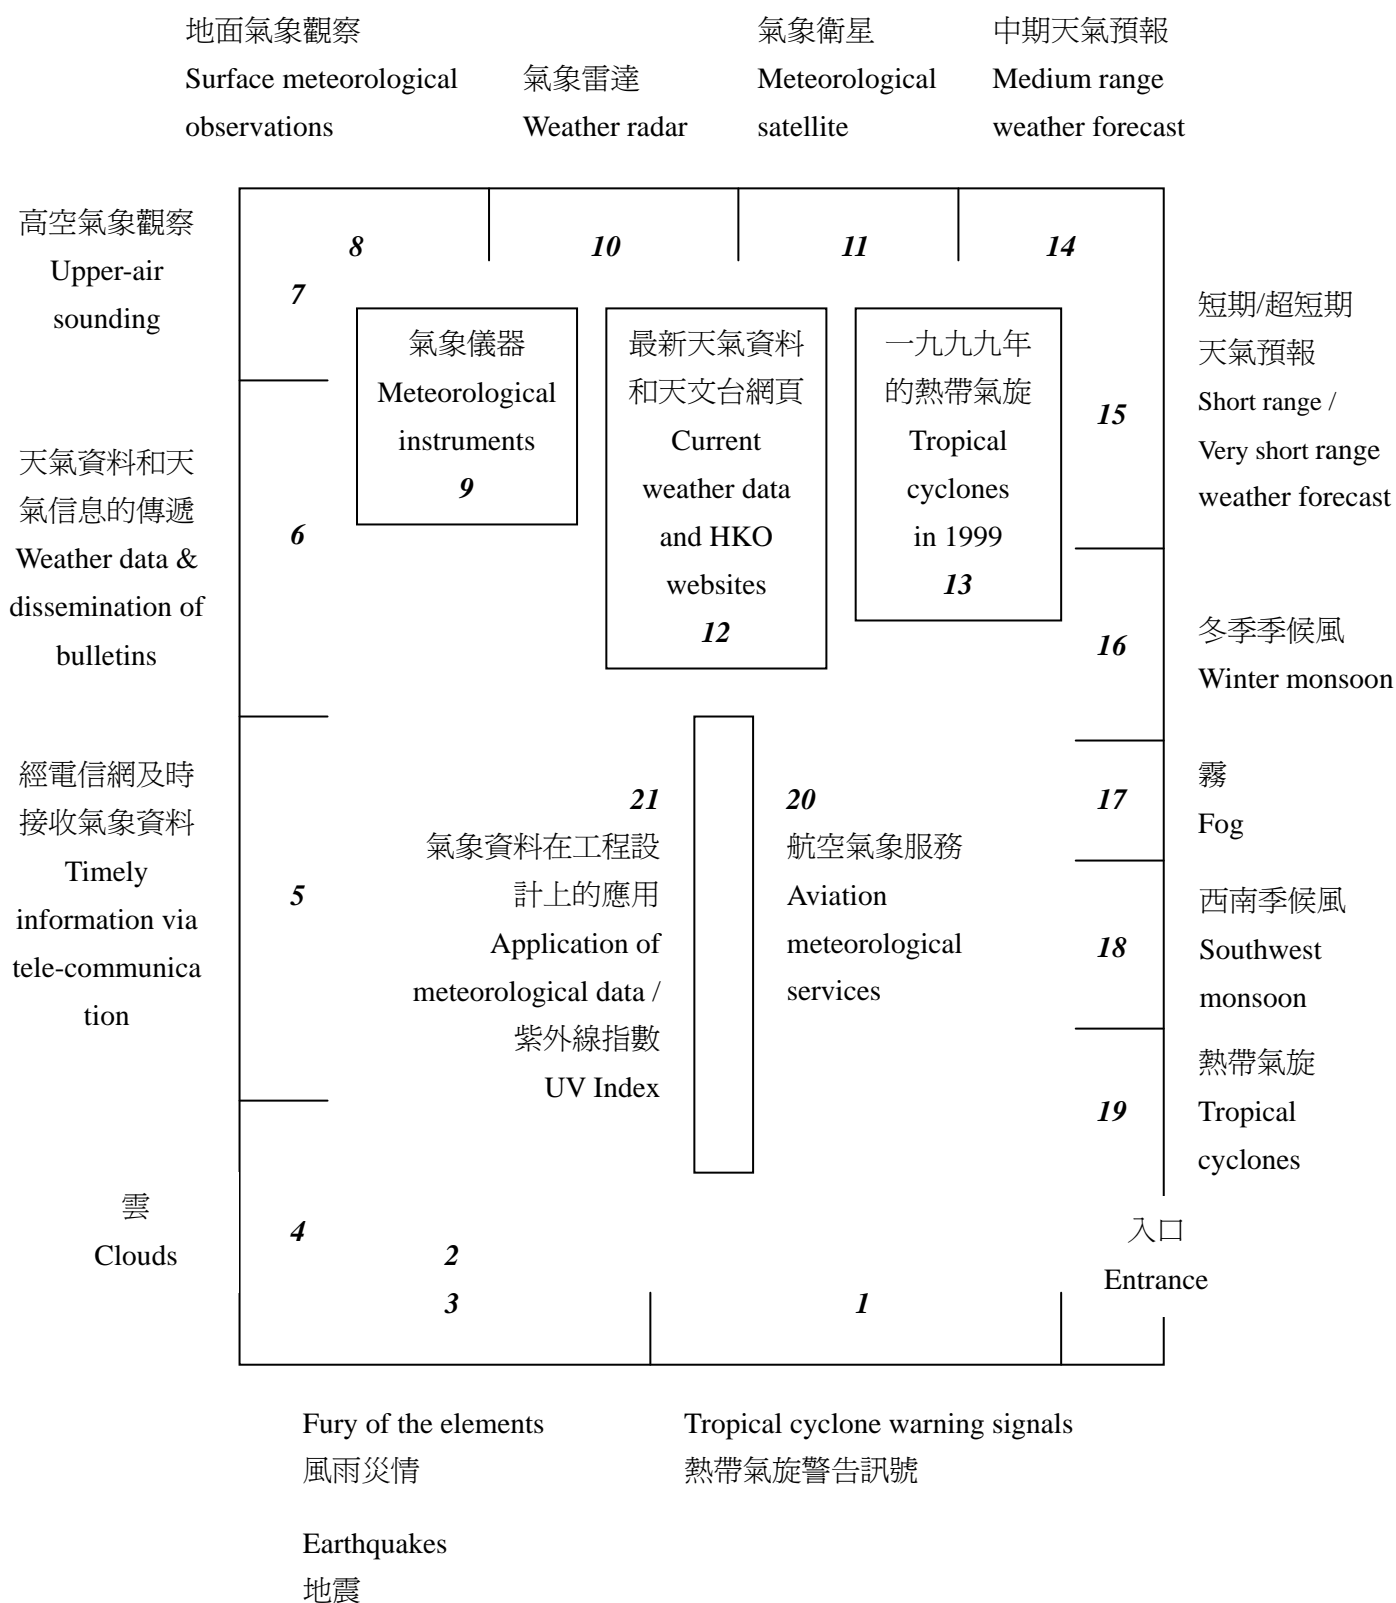 地面氣象觀察
Surface meteorological
observations
氣象雷達
Weather radar
氣象衛星
Meteorological
satellite
中期天氣預報
Medium range
weather forecast
高空氣象觀察
Upper-air
sounding
8
10
11
14
7
氣象儀器
Meteorological
instruments
9
最新天氣資料
和天文台網頁
Current
weather data
and HKO
websites
12
一九九九年
的熱帶氣旋
Tropical
cyclones
in 1999
13
15
短期/超短期
天氣預報
Short range /
Very short range
weather forecast
天氣資料和天
氣信息的傳遞
Weather data &
dissemination of
bulletins
6
16
冬季季候風
Winter monsoon
經電信網及時
接收氣象資料
Timely
information via
tele-communica
tion
5
21
氣象資料在工程設
計上的應用
Application of
meteorological data /
紫外線指數
UV Index
20
航空氣象服務
Aviation
meteorological
services
17
霧
Fog
18
西南季候風
Southwest
monsoon
19
熱帶氣旋
Tropical
cyclones
雲
Clouds
4
2
3
1
入口
Entrance
Fury of the elements
風雨災情
Earthquakes
地震
Tropical cyclone warning signals
熱帶氣旋警告訊號